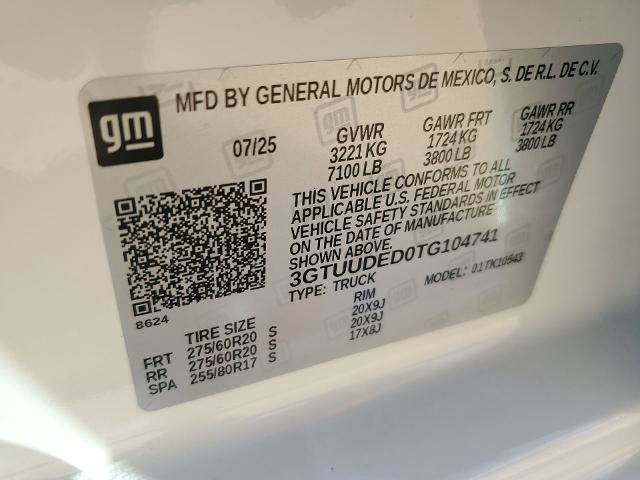 gm
MFD BY GENERAL MOTORS DE MEXICO, S. DE R.L. DE C.V.
07/25
GVWR GAWR FRT GAWR RR
3221 KG 1724 KG 1724 KG
7100 LB 3800 LB 3800 LB
THIS VEHICLE CONFORMS TO ALL
APPLICABLE U.S. FEDERAL MOTOR
VEHICLE SAFETY STANDARDS IN EFFECT
ON THE DATE OF MANUFACTURE
SHOWN ABOVE.
3GTUUDED0TG104741
TYPE: TRUCK MODEL: 01TK10543
8624
TIRE SIZE RIM
FRT 275/60R20 S 20X9J
RR 275/60R20 S 20X9J
SPA 255/80R17 S 17X8J